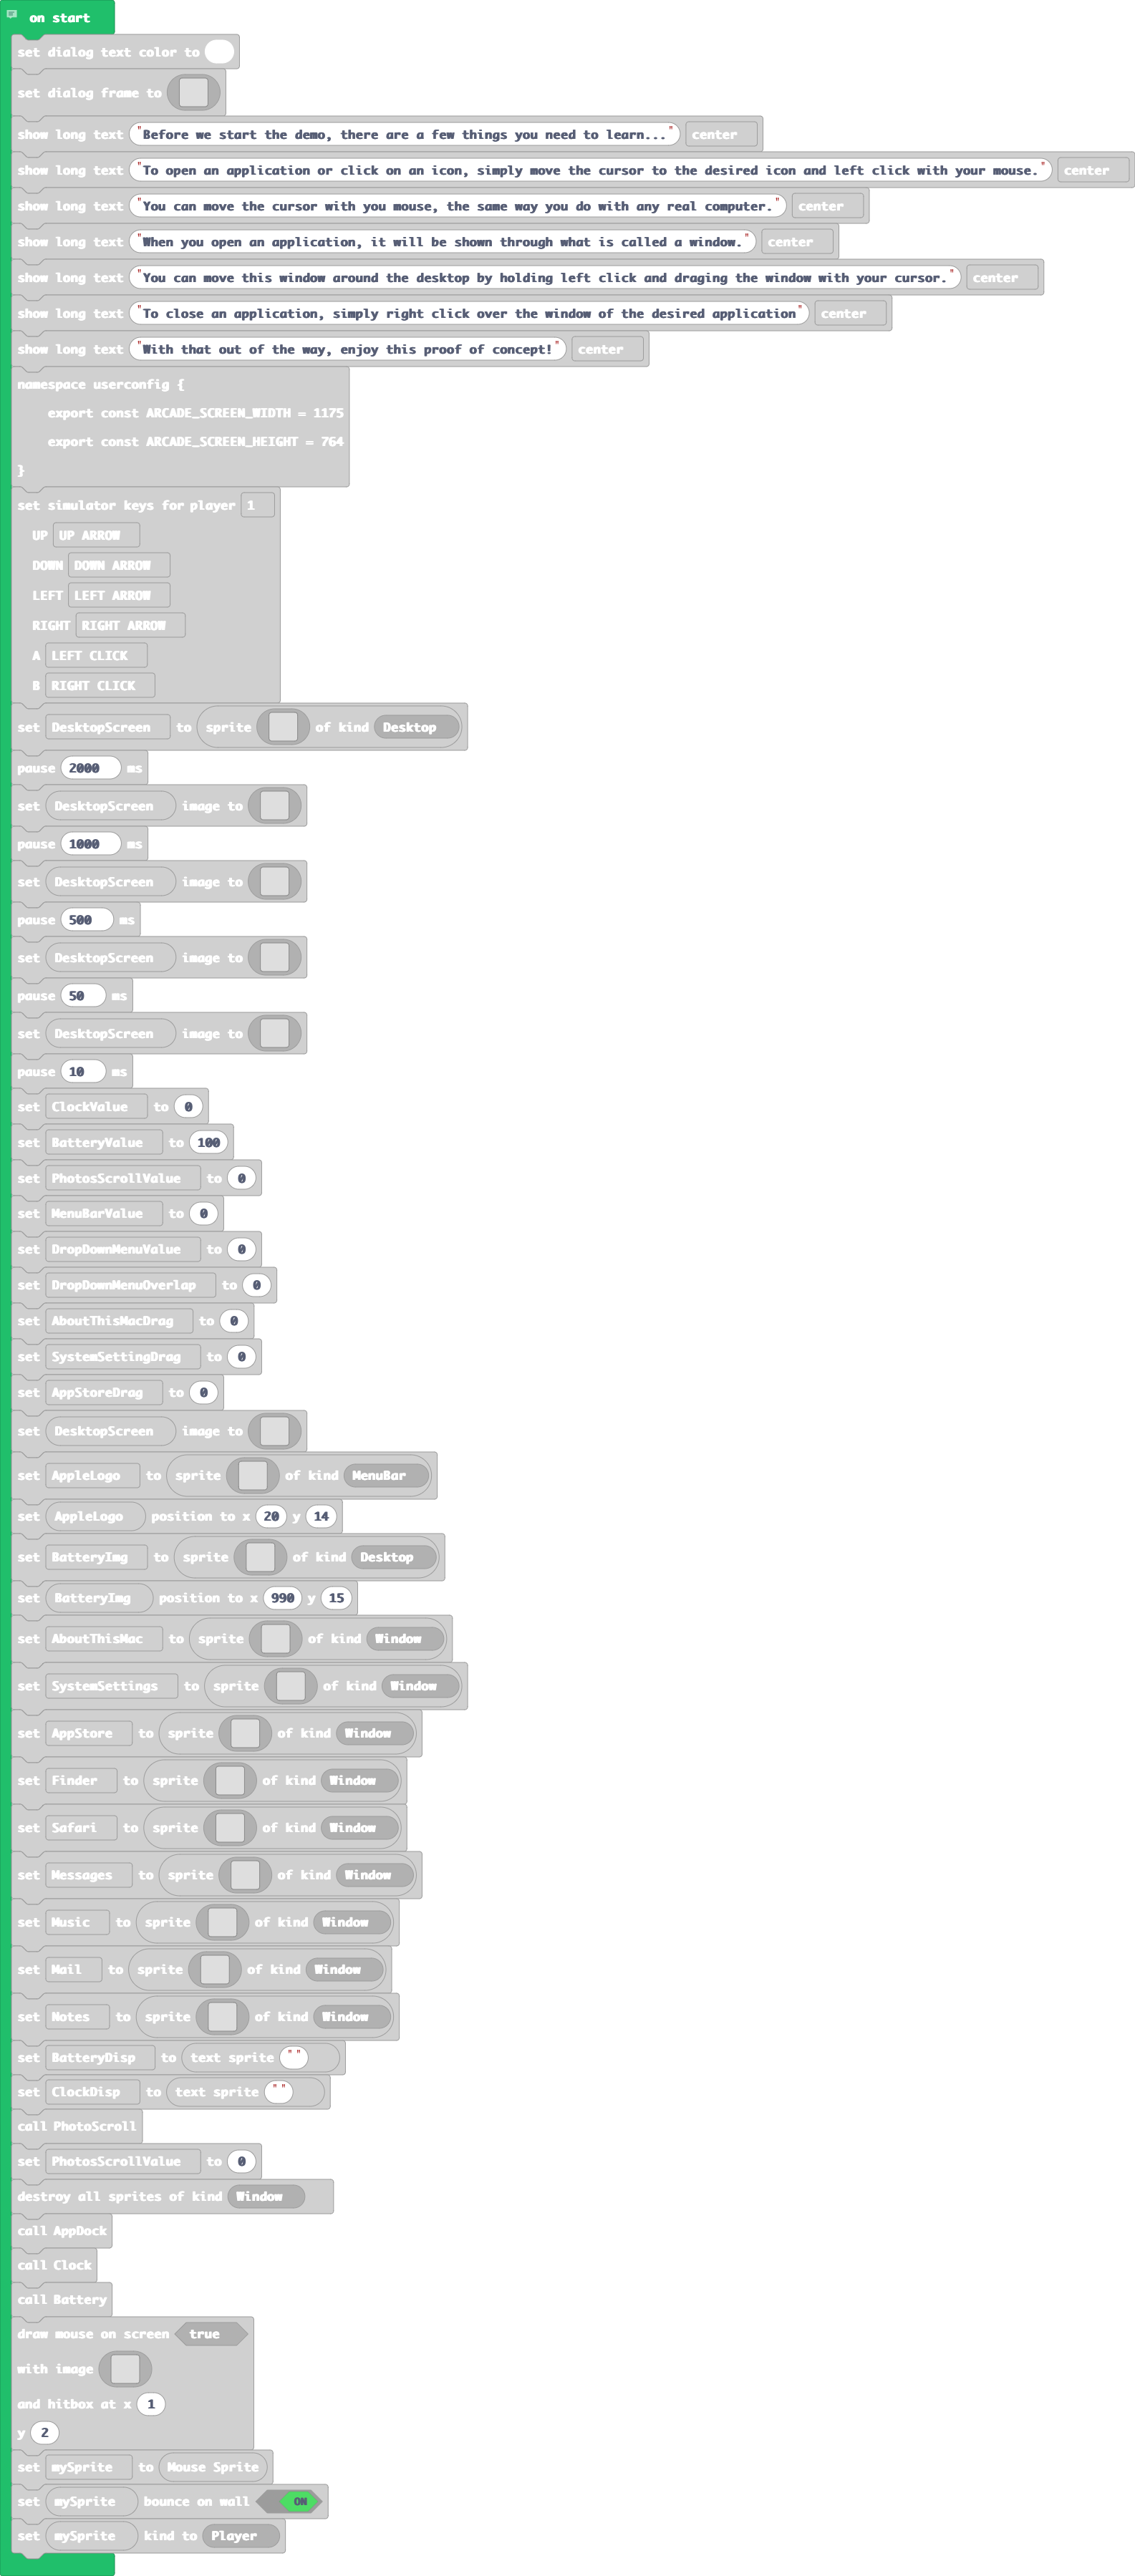 on start
set dialog text color to
set dialog frame to
show long text "Before we start the demo, there are a few things you need to learn..." center
show long text "To open an application or click on an icon, simply move the cursor to the desired icon and left click with your mouse." center
show long text "You can move the cursor with you mouse, the same way you do with any real computer." center
show long text "When you open an application, it will be shown through what is called a window." center
show long text "You can move this window around the desktop by holding left click and draging the window with your cursor." center
show long text "To close an application, simply right click over the window of the desired application" center
show long text "With that out of the way, enjoy this proof of concept!" center
namespace userconfig {
export const ARCADE_SCREEN_WIDTH = 1175
export const ARCADE_SCREEN_HEIGHT = 764
}
set simulator keys for player 1
UP UP ARROW
DOWN DOWN ARROW
LEFT LEFT ARROW
RIGHT RIGHT ARROW
A LEFT CLICK
B RIGHT CLICK
set DesktopScreen to sprite of kind Desktop
pause 2000 ms
set DesktopScreen image to
pause 1000 ms
set DesktopScreen image to
pause 500 ms
set DesktopScreen image to
pause 50 ms
set DesktopScreen image to
pause 10 ms
set ClockValue to 0
set BatteryValue to 100
set PhotosScrollValue to 0
set MenuBarValue to 0
set DropDownMenuValue to 0
set DropDownMenuOverlap to 0
set AboutThisMacDrag to 0
set SystemSettingDrag to 0
set AppStoreDrag to 0
set DesktopScreen image to
set AppleLogo to sprite of kind MenuBar
set AppleLogo position to x 20 y 14
set BatteryImg to sprite of kind Desktop
set BatteryImg position to x 990 y 15
set AboutThisMac to sprite of kind Window
set SystemSettings to sprite of kind Window
set AppStore to sprite of kind Window
set Finder to sprite of kind Window
set Safari to sprite of kind Window
set Messages to sprite of kind Window
set Music to sprite of kind Window
set Mail to sprite of kind Window
set Notes to sprite of kind Window
set BatteryDisp to text sprite ""
set ClockDisp to text sprite ""
call PhotoScroll
set PhotosScrollValue to 0
destroy all sprites of kind Window
call AppDock
call Clock
call Battery
draw mouse on screen true
with image
and hitbox at x 1
y 2
set mySprite to Mouse Sprite
set mySprite bounce on wall ON
set mySprite kind to Player